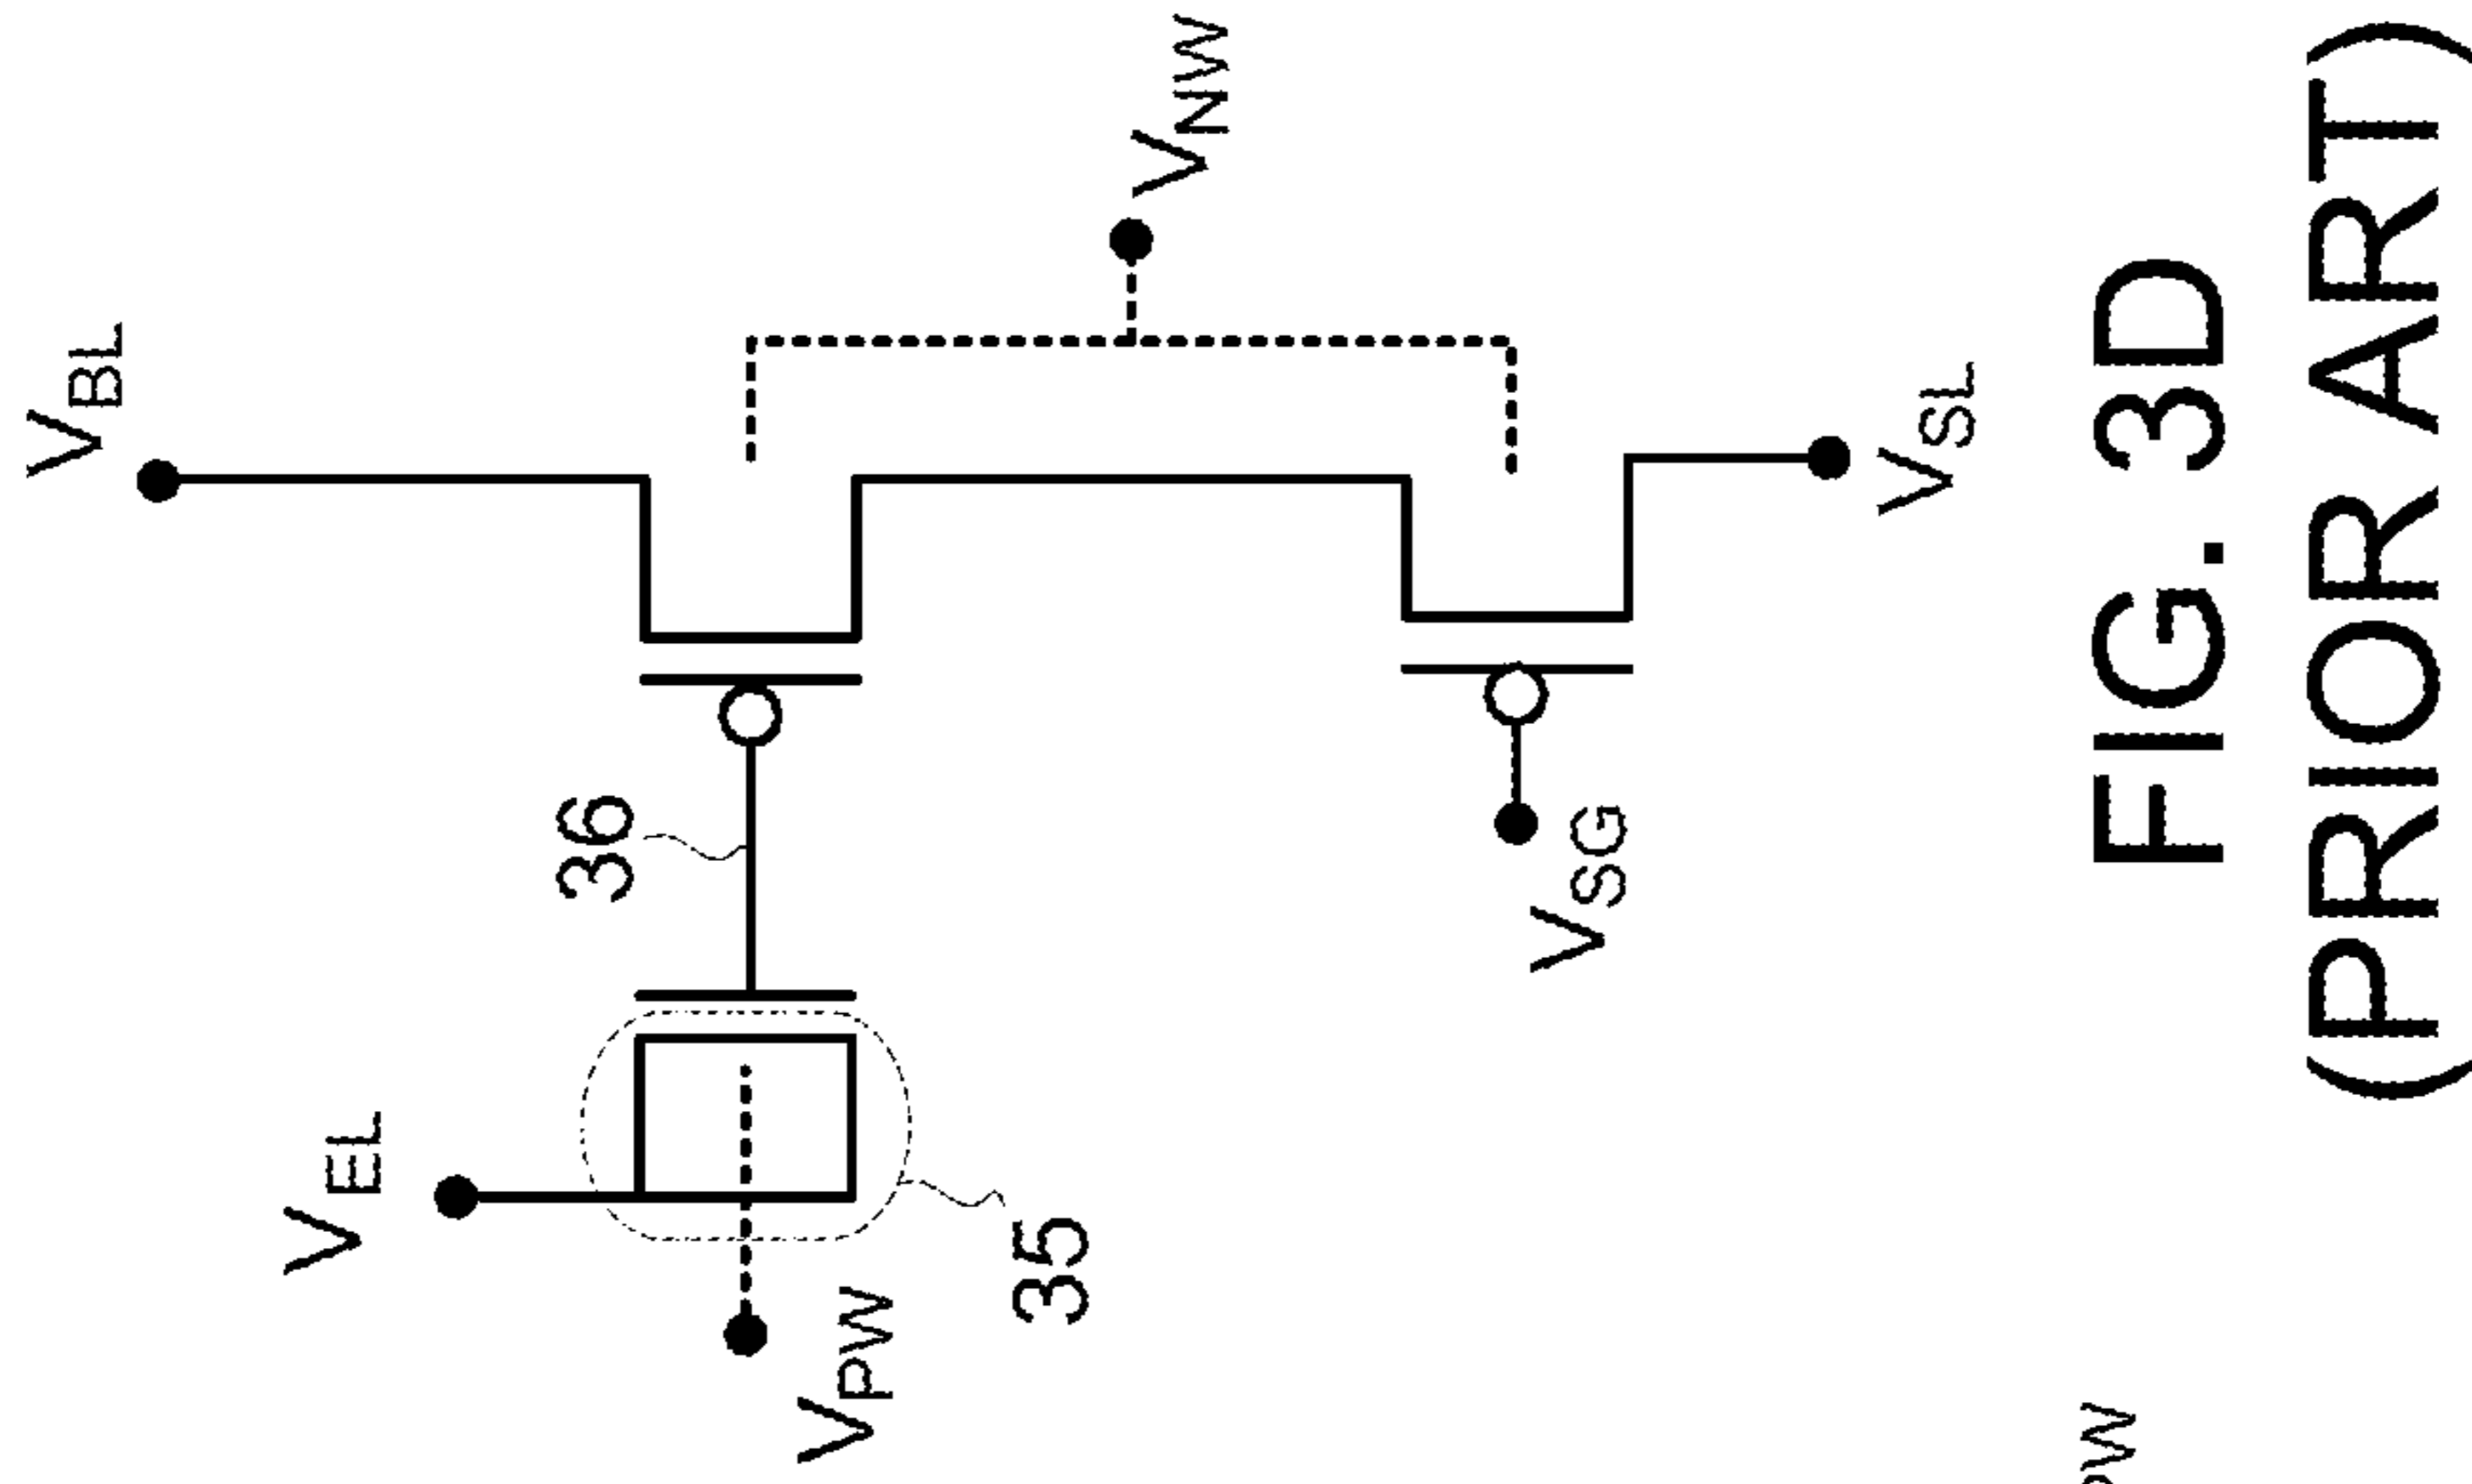 V_BL
V_NW
V_EL
36
V_PW
35
V_SG
V_SL
FIG. 3D
(PRIOR ART)